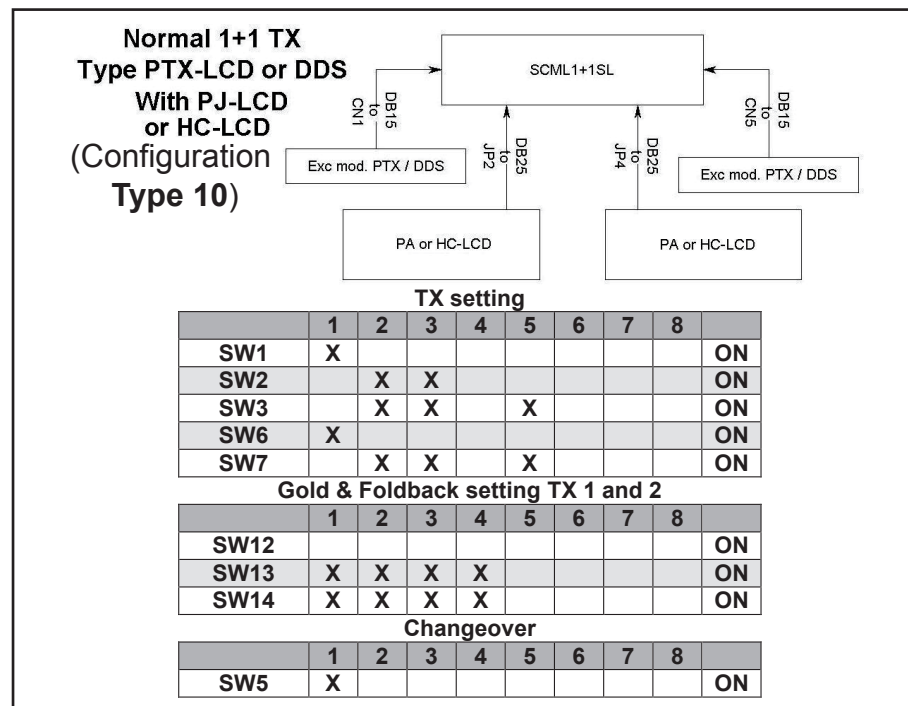 Normal 1+1 TX
Type PTX-LCD or DDS
With PJ-LCD
or HC-LCD
(Configuration
Type 10)
SCML1+1SL
DB15
to
CN1
DB25
to
JP2
DB25
to
JP4
DB15
to
CN5
Exc mod. PTX / DDS
Exc mod. PTX / DDS
PA or HC-LCD
PA or HC-LCD
TX setting
1 2 3 4 5 6 7 8
SW1 X ON
SW2 X X ON
SW3 X X X ON
SW6 X ON
SW7 X X X ON
Gold & Foldback setting TX 1 and 2
1 2 3 4 5 6 7 8
SW12 ON
SW13 X X X X ON
SW14 X X X X ON
Changeover
1 2 3 4 5 6 7 8
SW5 X ON